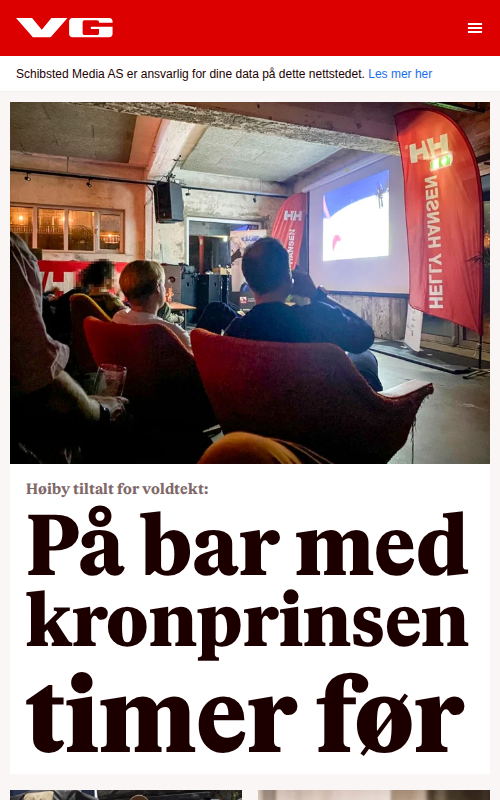 VG
Schibsted Media AS er ansvarlig for dine data på dette nettstedet. Les mer her
HH
HELLY HANSEN
HH
Høiby tiltalt for voldtekt:
På bar med
kronprinsen
timer før